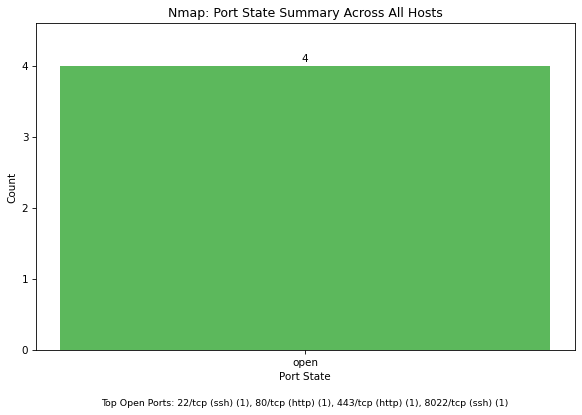 Nmap: Port State Summary Across All Hosts
4
4
3
2
1
0
Count
open
Port State
Top Open Ports: 22/tcp (ssh) (1), 80/tcp (http) (1), 443/tcp (http) (1), 8022/tcp (ssh) (1)